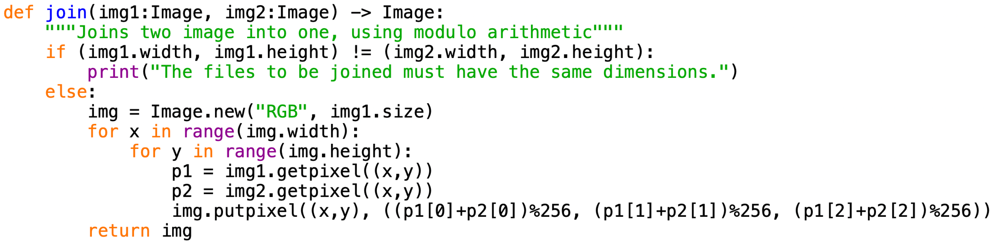 def join(img1:Image, img2:Image) -> Image:
    """Joins two image into one, using modulo arithmetic"""
    if (img1.width, img1.height) != (img2.width, img2.height):
        print("The files to be joined must have the same dimensions.")
    else:
        img = Image.new("RGB", img1.size)
        for x in range(img.width):
            for y in range(img.height):
                p1 = img1.getpixel((x,y))
                p2 = img2.getpixel((x,y))
                img.putpixel((x,y), ((p1[0]+p2[0])%256, (p1[1]+p2[1])%256, (p1[2]+p2[2])%256))
        return img